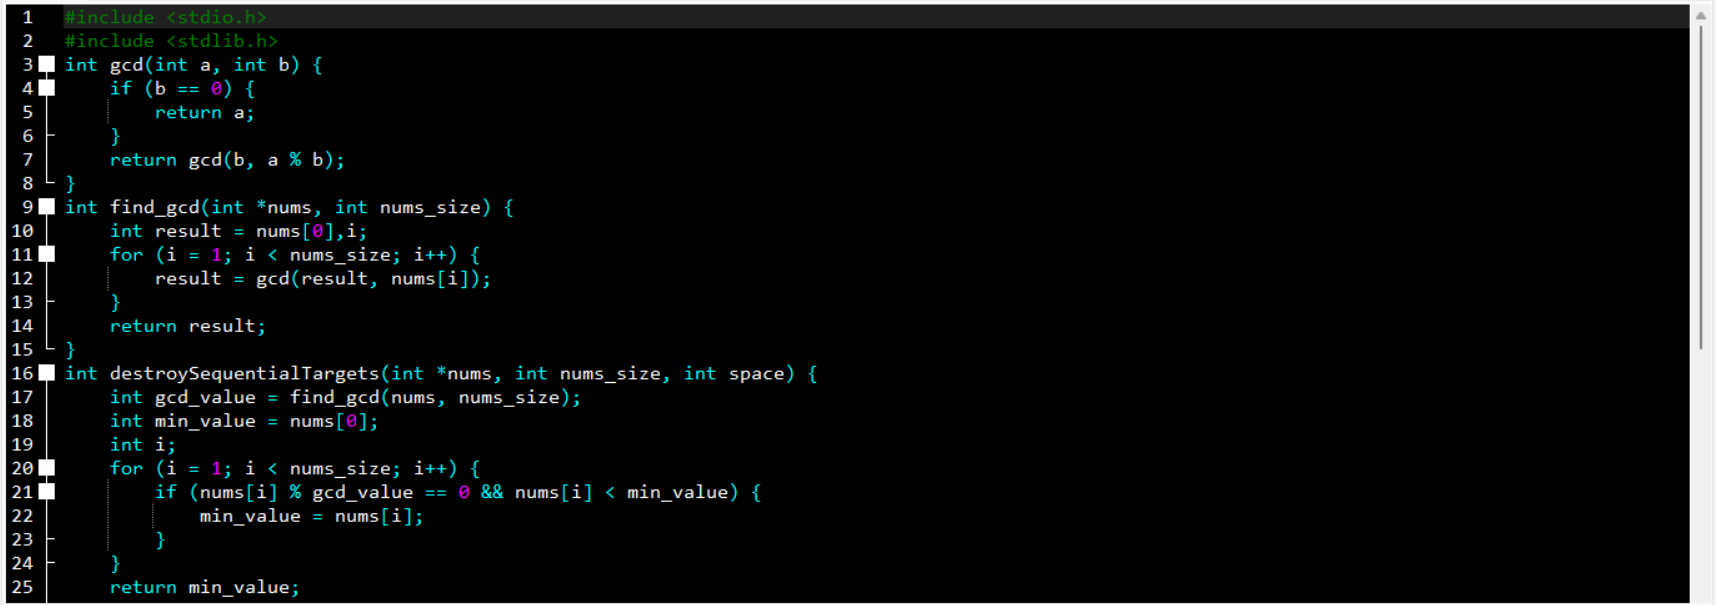 1 #include <stdio.h>
2 #include <stdlib.h>
3 int gcd(int a, int b) {
4     if (b == 0) {
5         return a;
6     }
7     return gcd(b, a % b);
8 }
9 int find_gcd(int *nums, int nums_size) {
10     int result = nums[0],i;
11     for (i = 1; i < nums_size; i++) {
12         result = gcd(result, nums[i]);
13     }
14     return result;
15 }
16 int destroySequentialTargets(int *nums, int nums_size, int space) {
17     int gcd_value = find_gcd(nums, nums_size);
18     int min_value = nums[0];
19     int i;
20     for (i = 1; i < nums_size; i++) {
21         if (nums[i] % gcd_value == 0 && nums[i] < min_value) {
22             min_value = nums[i];
23         }
24     }
25     return min_value;